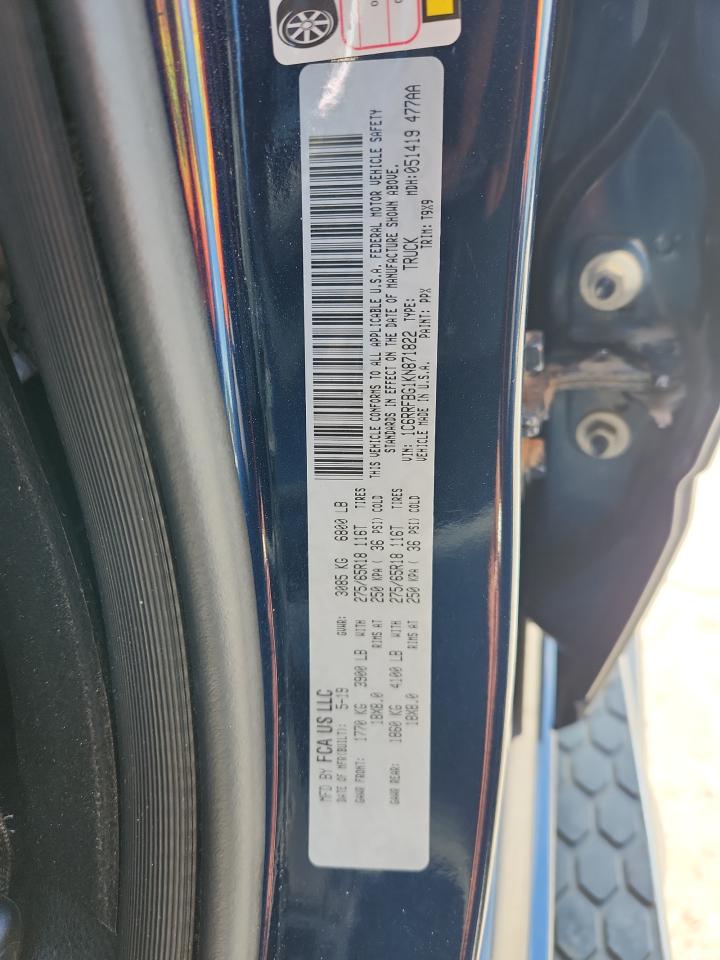 MFD BY FCA US LLC
DATE OF MFR(BUILT): 5-19 GVWR: 3085 KG 6800 LB
GAWR FRONT: 1770 KG 3900 LB WITH 275/65R18 116T TIRES
18X8.0 RIMS AT 250 KPA ( 36 PSI) COLD
GAWR REAR: 1860 KG 4100 LB WITH 275/65R18 116T TIRES
18X8.0 RIMS AT 250 KPA ( 36 PSI) COLD
THIS VEHICLE CONFORMS TO ALL APPLICABLE U.S.A. FEDERAL MOTOR VEHICLE SAFETY
STANDARDS IN EFFECT ON THE DATE OF MANUFACTURE SHOWN ABOVE.
VIN: 1C6RRFBG1KN871822 TYPE: TRUCK MDH:051419 477AA
VEHICLE MADE IN U.S.A. PAINT: PPX TRIM: T9X9